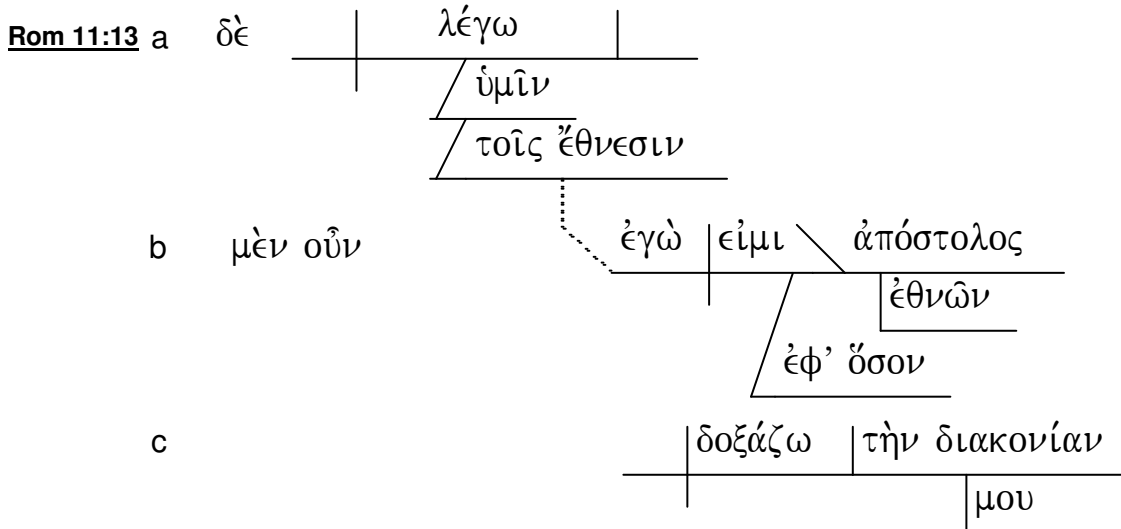 Rom 11:13 a δὲ λέγω
ὑμῖν
τοῖς ἔθνεσιν
b μὲν οὖν ἐγὼ εἰμι ἀπόστολος
ἐθνῶν
ἐφ’ ὅσον
c δοξάζω τὴν διακονίαν
μου